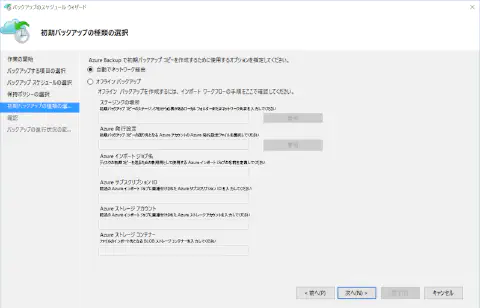 バックアップのスケジュール ウィザード
初期バックアップの種類の選択
作業の開始
バックアップする項目の選択
バックアップ スケジュールの選択
保持ポリシーの選択
初期バックアップの種類の選...
確認
バックアップの進行状況の記...
Azure Backup で初期バックアップ コピーを作成するために使用するオプションを指定してください。
自動でネットワーク経由
オフライン バックアップ
オフライン バックアップを作成するには、インポート ワークフローの手順をここで確認してください。
ステージングの場所
Azure 発行設定
Azure インポート ジョブ名
Azure サブスクリプション ID
Azure ストレージ アカウント
Azure ストレージ コンテナー
< 前へ(P)
次へ(N) >
キャンセル